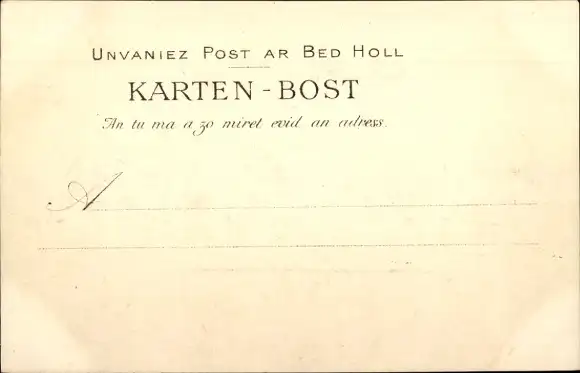 UNVANIEZ POST AR BED HOLL
KARTEN-BOST
An tu ma a zo miret evid an adress.
A